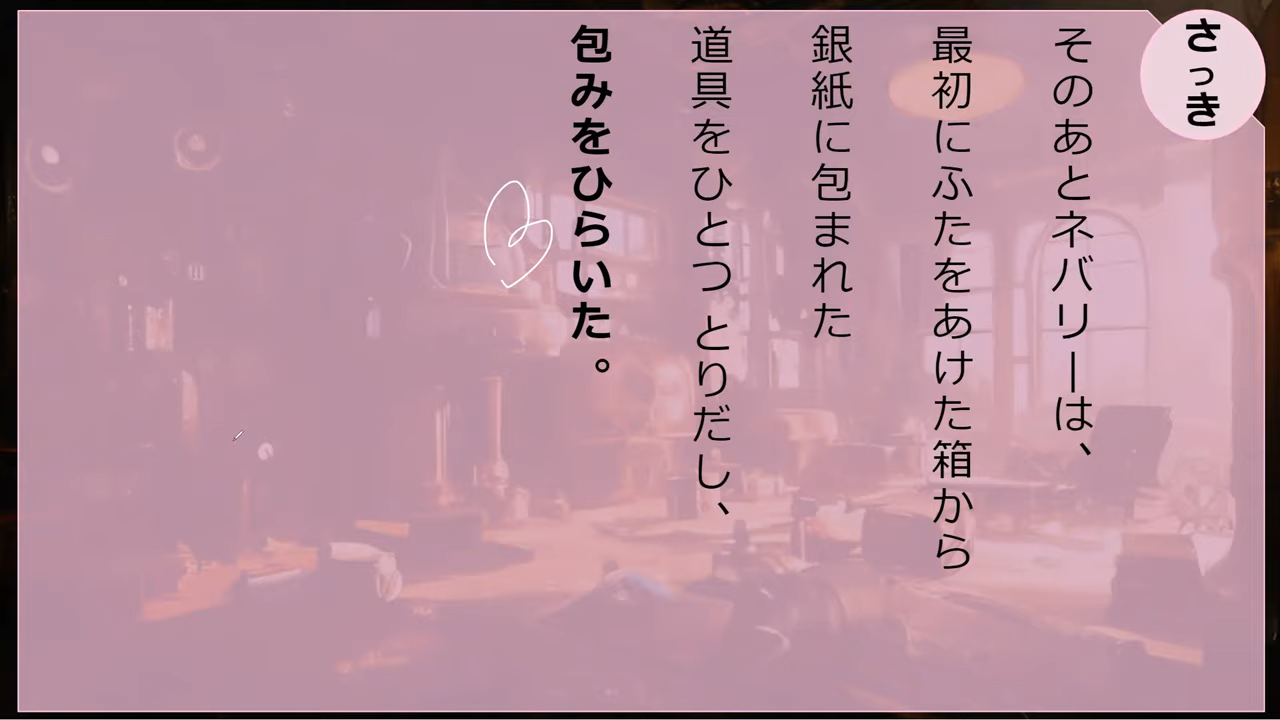 さっき
そのあとネバリーは、
最初にふたをあけた箱から
銀紙に包まれた
道具をひとつ とりだし、
包みをひらいた。